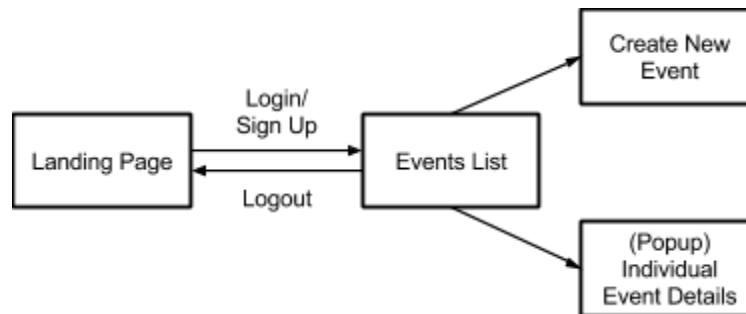 Create New
Event
Login/
Sign Up
Landing Page
Events List
Logout
(Popup)
Individual
Event Details